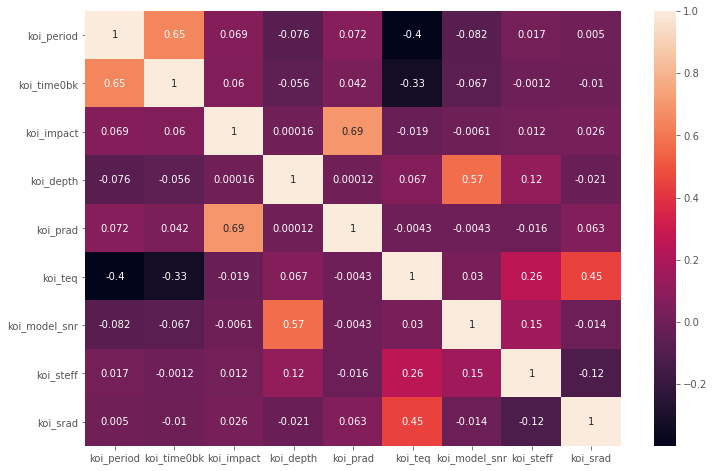 koi_period 1 0.65 0.069 -0.076 0.072 -0.4 -0.082 0.017 0.005
koi_time0bk 0.65 1 0.06 -0.056 0.042 -0.33 -0.067 -0.0012 -0.01
koi_impact 0.069 0.06 1 0.00016 0.69 -0.019 -0.0061 0.012 0.026
koi_depth -0.076 -0.056 0.00016 1 0.00012 0.067 0.57 0.12 -0.021
koi_prad 0.072 0.042 0.69 0.00012 1 -0.0043 -0.0043 -0.016 0.063
koi_teq -0.4 -0.33 -0.019 0.067 -0.0043 1 0.03 0.26 0.45
koi_model_snr -0.082 -0.067 -0.0061 0.57 -0.0043 0.03 1 0.15 -0.014
koi_steff 0.017 -0.0012 0.012 0.12 -0.016 0.26 0.15 1 -0.12
koi_srad 0.005 -0.01 0.026 -0.021 0.063 0.45 -0.014 -0.12 1
koi_period koi_time0bk koi_impact koi_depth koi_prad koi_teq koi_model_snr koi_steff koi_srad
1.0
0.8
0.6
0.4
0.2
0.0
−0.2